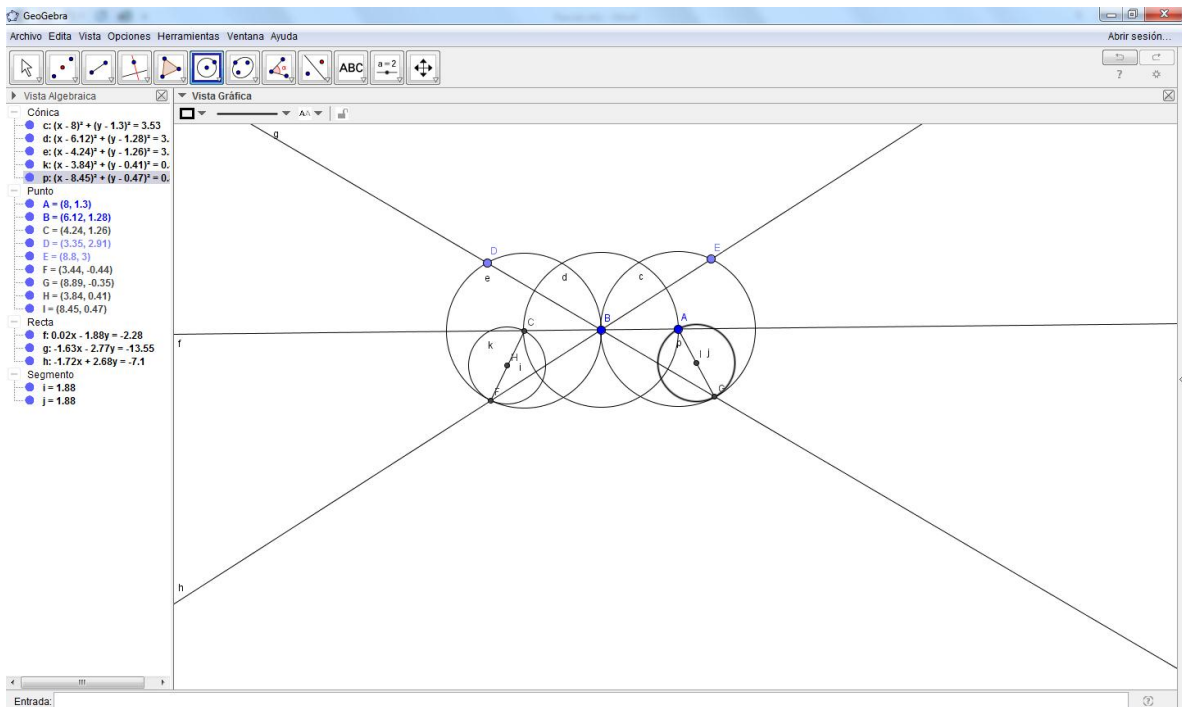 GeoGebra
Archivo Edita Vista Opciones Herramientas Ventana Ayuda
Abrir sesión...
ABC
a=2
?
Vista Algebraica
Vista Gráfica
AA
Cónica
c: (x - 8)² + (y - 1.3)² = 3.53
d: (x - 6.12)² + (y - 1.28)² = 3.
e: (x - 4.24)² + (y - 1.26)² = 3.
k: (x - 3.84)² + (y - 0.41)² = 0.
p: (x - 8.45)² + (y - 0.47)² = 0.
Punto
A = (8, 1.3)
B = (6.12, 1.28)
C = (4.24, 1.26)
D = (3.35, 2.91)
E = (8.8, 3)
F = (3.44, -0.44)
G = (8.89, -0.35)
H = (3.84, 0.41)
I = (8.45, 0.47)
Recta
f: 0.02x - 1.88y = -2.28
g: -1.63x - 2.77y = -13.55
h: -1.72x + 2.68y = -7.1
Segmento
i = 1.88
j = 1.88
g
D
E
e
d
c
C
B
A
f
k
p
H
i
I
j
F
G
h
Entrada:
?